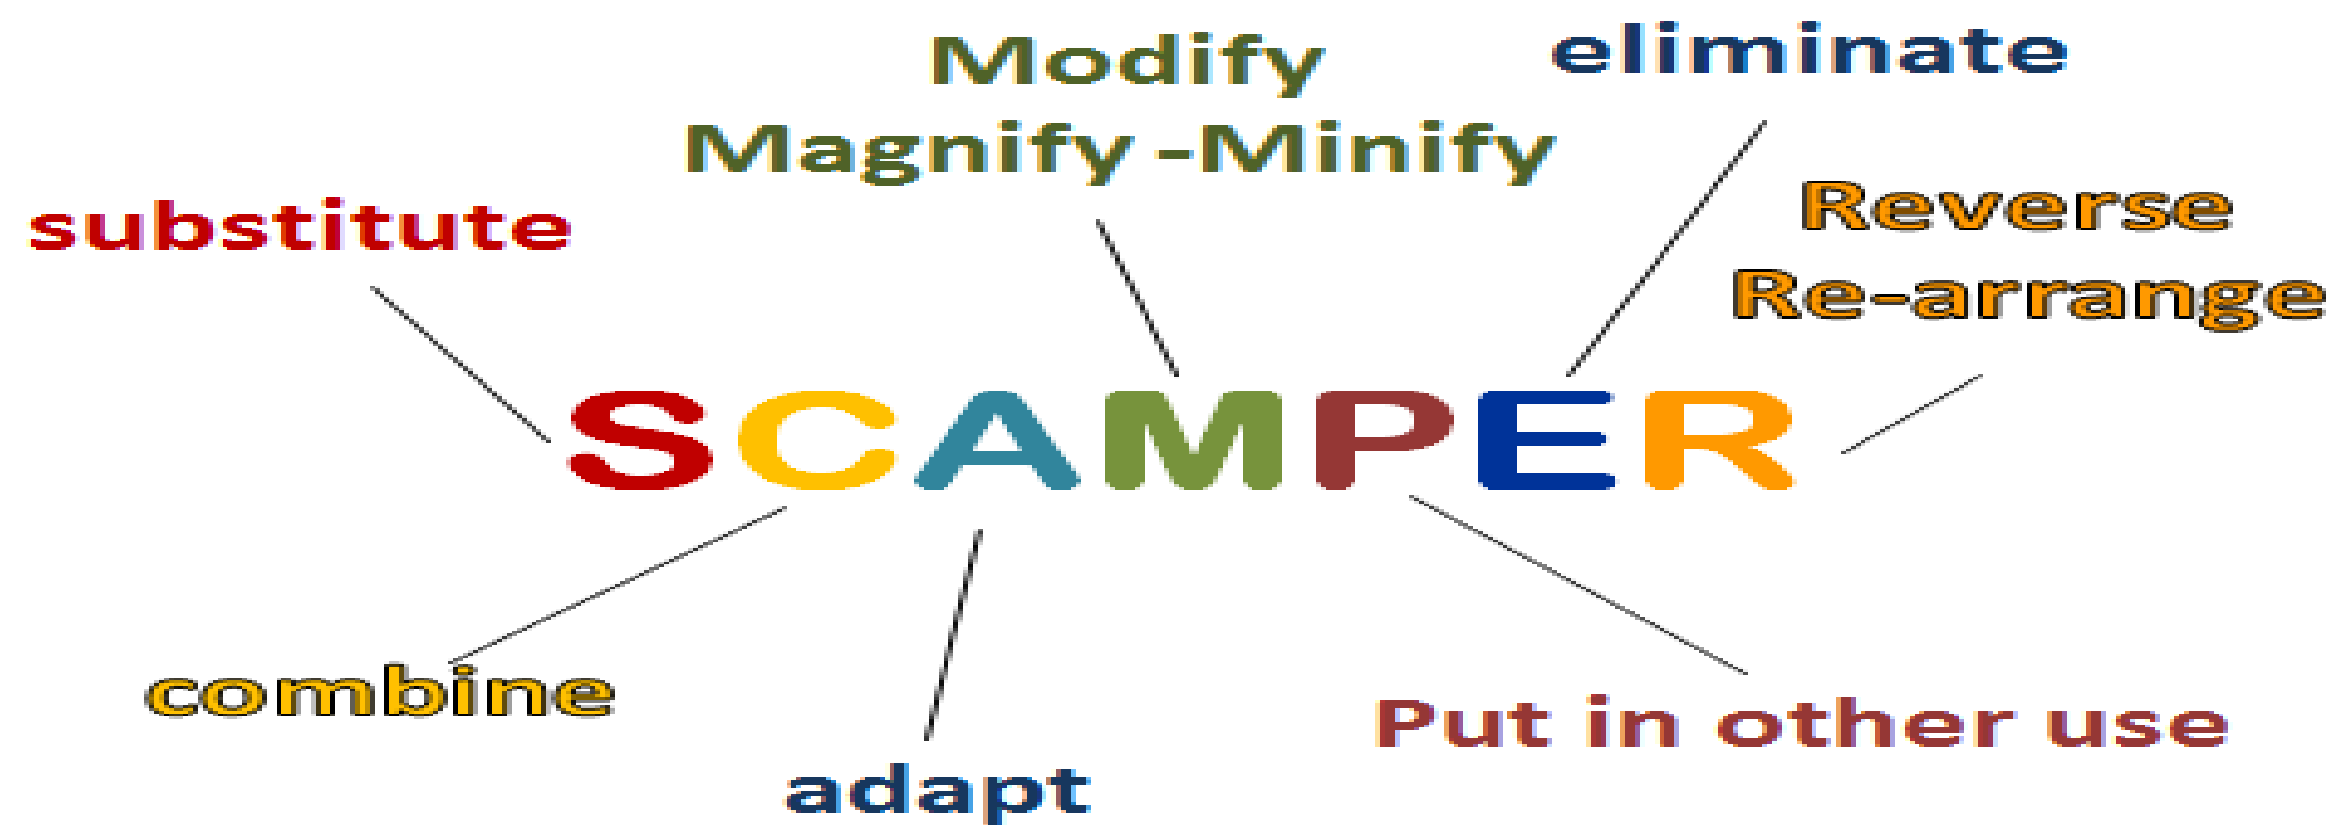 Modify
Magnify -Minify
eliminate
substitute
Reverse
Re-arrange
SCAMPER
combine
adapt
Put in other use